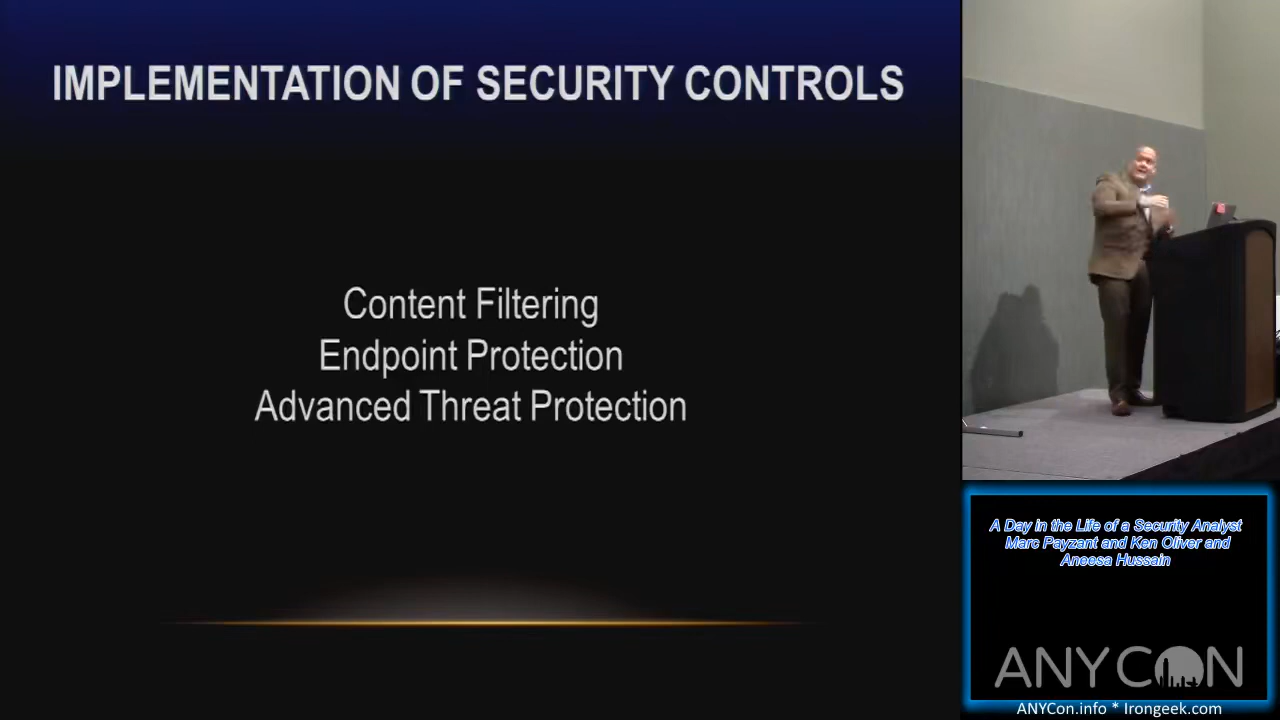 IMPLEMENTATION OF SECURITY CONTROLS
Content Filtering
Endpoint Protection
Advanced Threat Protection
A Day in the Life of a Security Analyst
Marc Payzant and Ken Oliver and
Aneesa Hussain
ANYCON
ANYCon.info * Irongeek.com